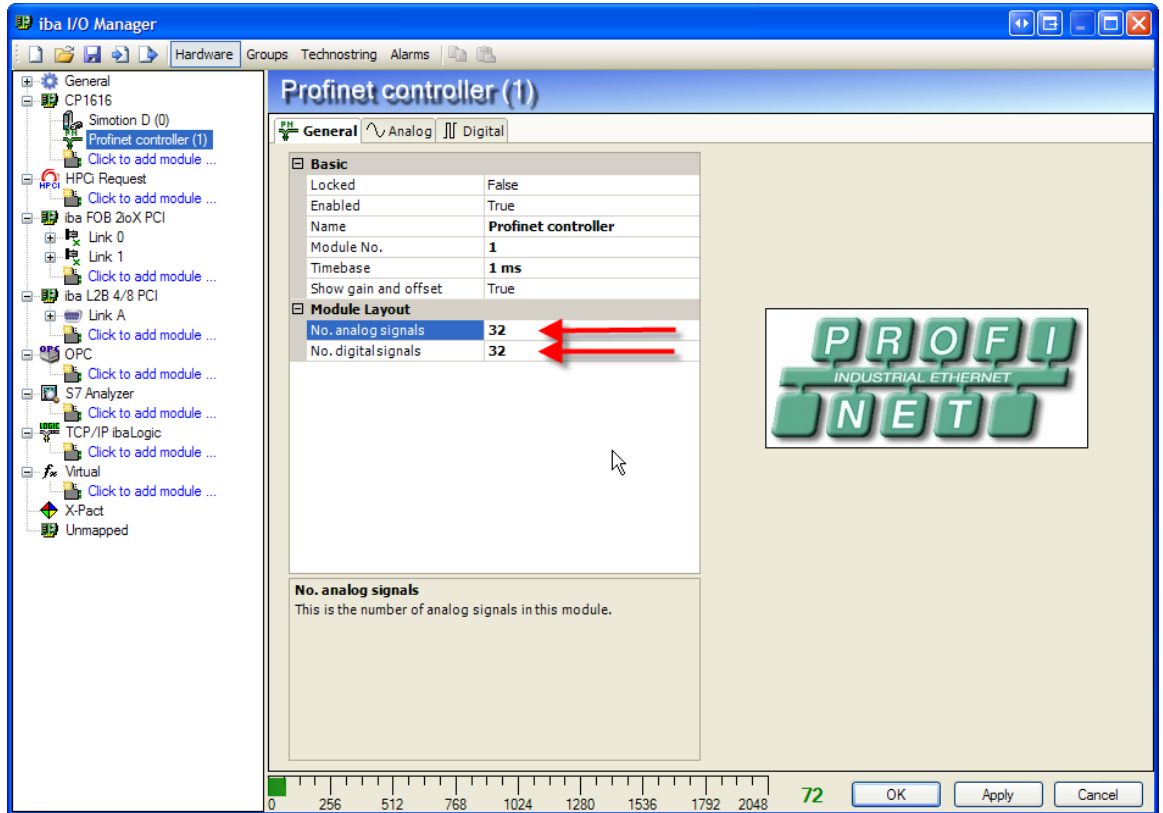 iba I/O Manager
Hardware Groups Technostring Alarms
General
CP1616
Simotion D (0)
Profinet controller (1)
Click to add module ...
HPCi Request
Click to add module ...
iba FOB 2ioX PCI
Link 0
Link 1
Click to add module ...
iba L2B 4/8 PCI
Link A
Click to add module ...
OPC
Click to add module ...
S7 Analyzer
Click to add module ...
TCP/IP ibaLogic
Click to add module ...
Virtual
Click to add module ...
X-Pact
Unmapped
Profinet controller (1)
General Analog Digital
Basic
Locked False
Enabled True
Name Profinet controller
Module No. 1
Timebase 1 ms
Show gain and offset True
Module Layout
No. analog signals 32
No. digital signals 32
PROFI
INDUSTRIAL ETHERNET
NET
No. analog signals
This is the number of analog signals in this module.
0 256 512 768 1024 1280 1536 1792 2048 72 OK Apply Cancel